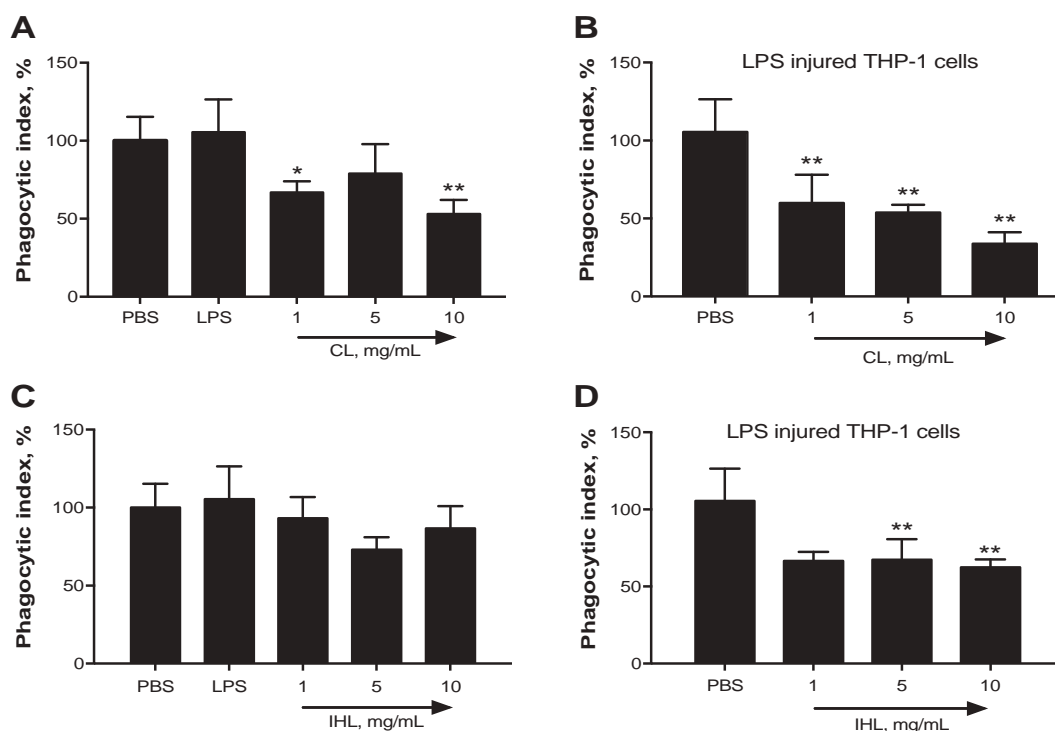 A
Phagocytic index, %
150
100
50
0
*
**
PBS LPS 1 5 10
CL, mg/mL
B
LPS injured THP-1 cells
Phagocytic index, %
150
100
50
0
**
**
**
PBS 1 5 10
CL, mg/mL
C
Phagocytic index, %
150
100
50
0
PBS LPS 1 5 10
IHL, mg/mL
D
LPS injured THP-1 cells
Phagocytic index, %
150
100
50
0
**
**
PBS 1 5 10
IHL, mg/mL